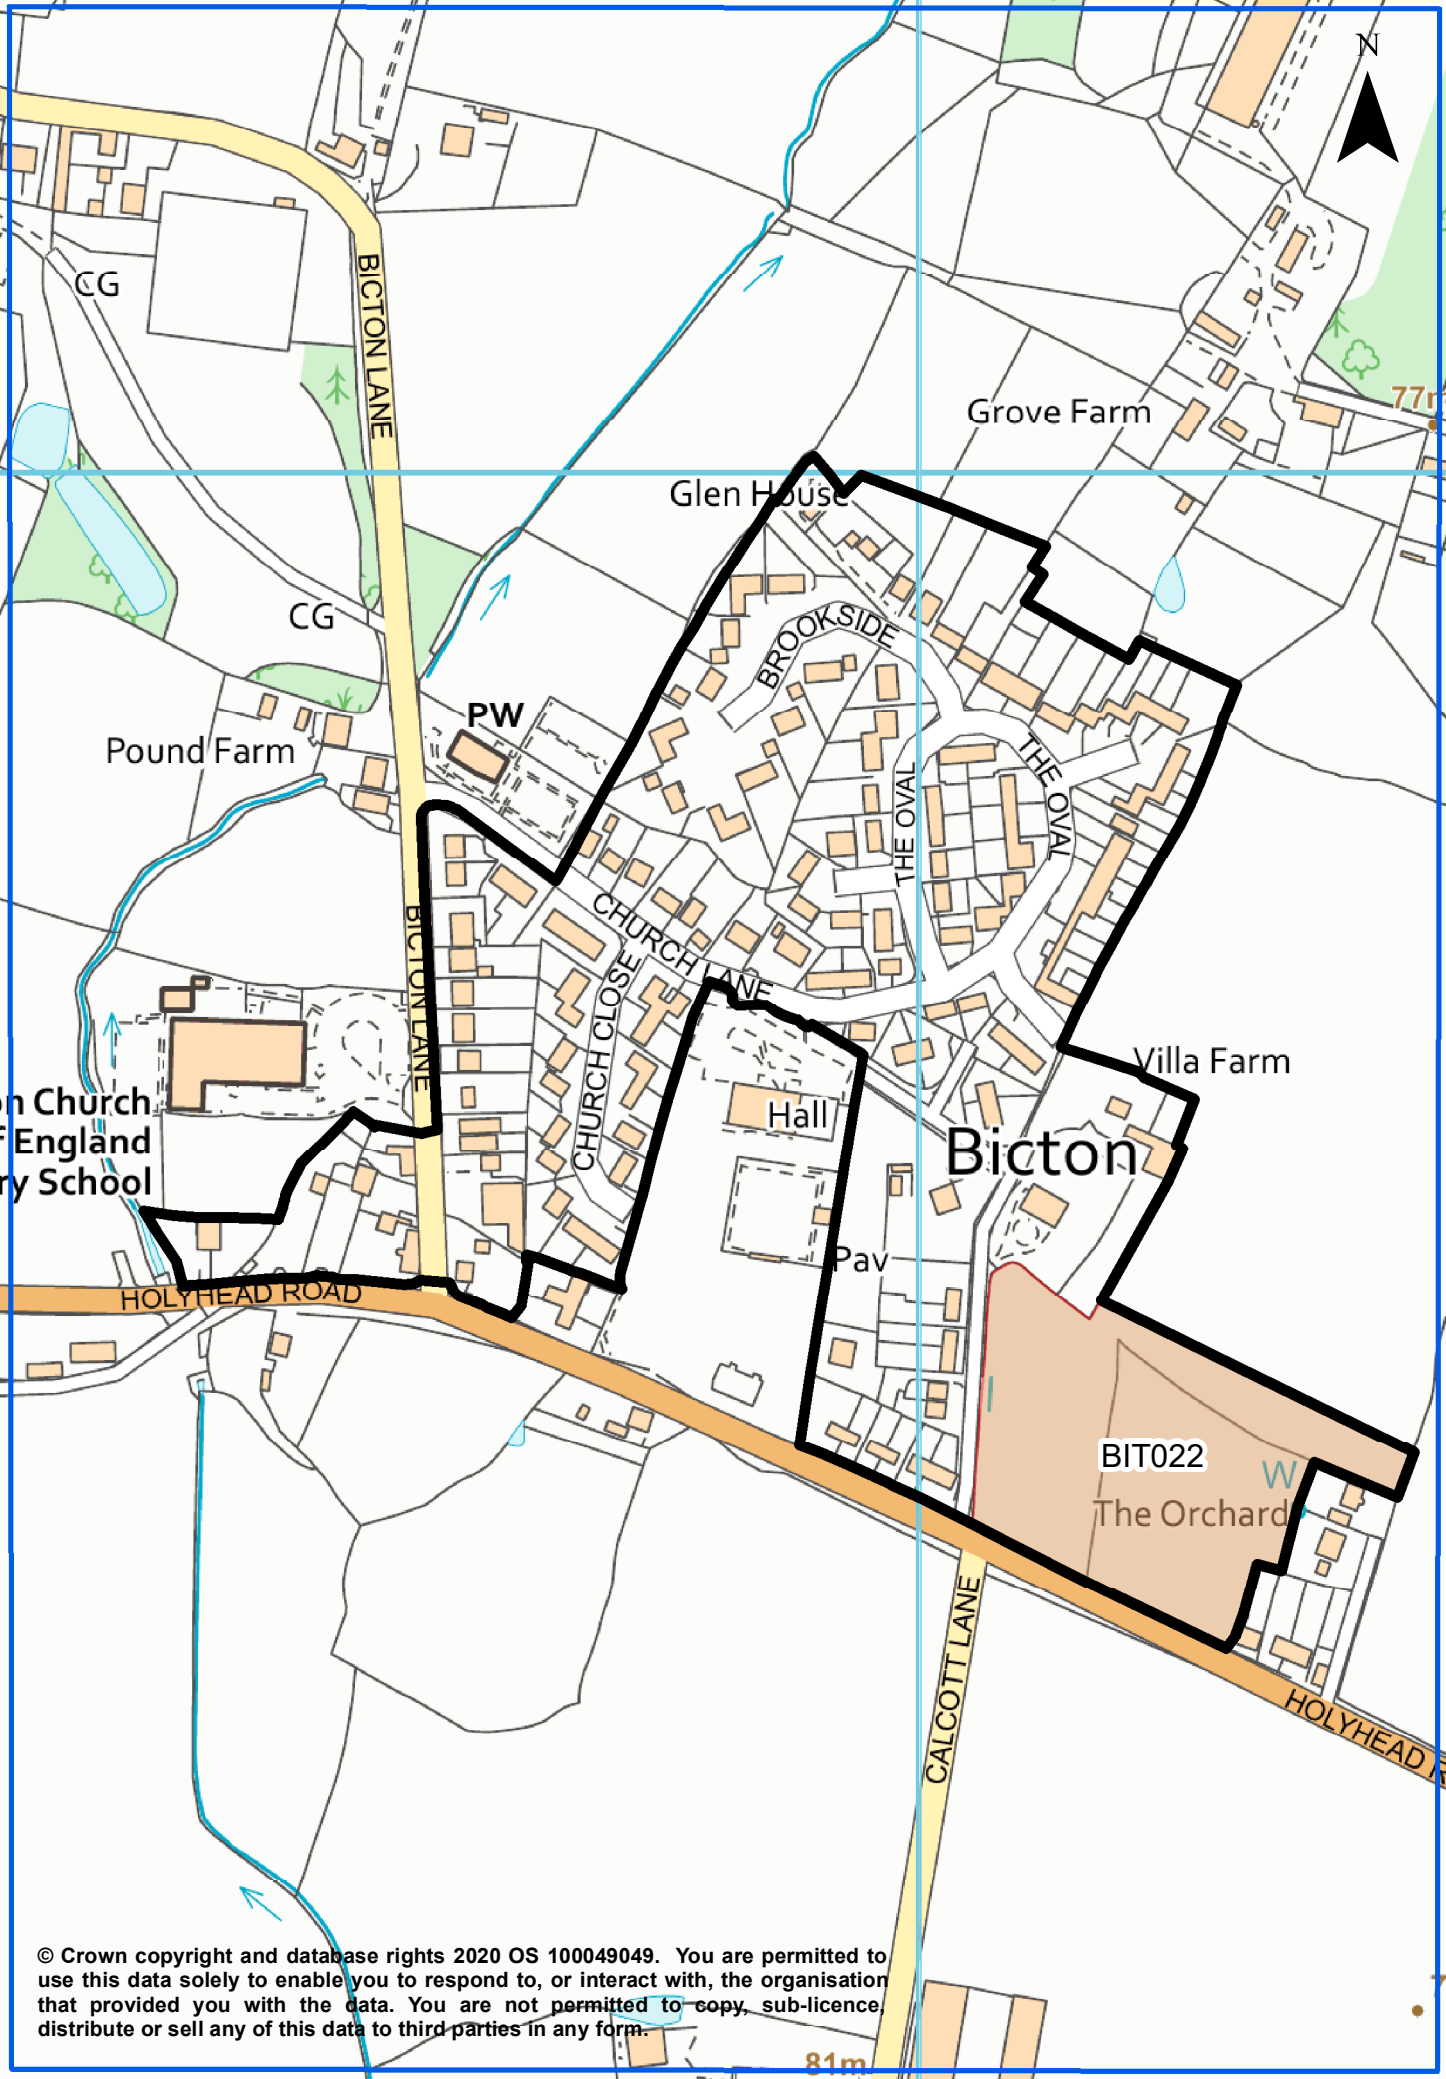 N
BICTON LANE
CG
Grove Farm
77m
Glen House
CG
BROOKSIDE
PW
Pound Farm
THE OVAL
THE OVAL
CHURCH LANE
BICTON LANE
CHURCH CLOSE
Villa Farm
on Church
f England
ry School
Hall
Bicton
Pav
HOLYHEAD ROAD
BIT022
W
The Orchard
CALCOTT LANE
HOLYHEAD R
© Crown copyright and database rights 2020 OS 100049049. You are permitted to
use this data solely to enable you to respond to, or interact with, the organisation
that provided you with the data. You are not permitted to copy, sub-licence,
distribute or sell any of this data to third parties in any form.
7
81m